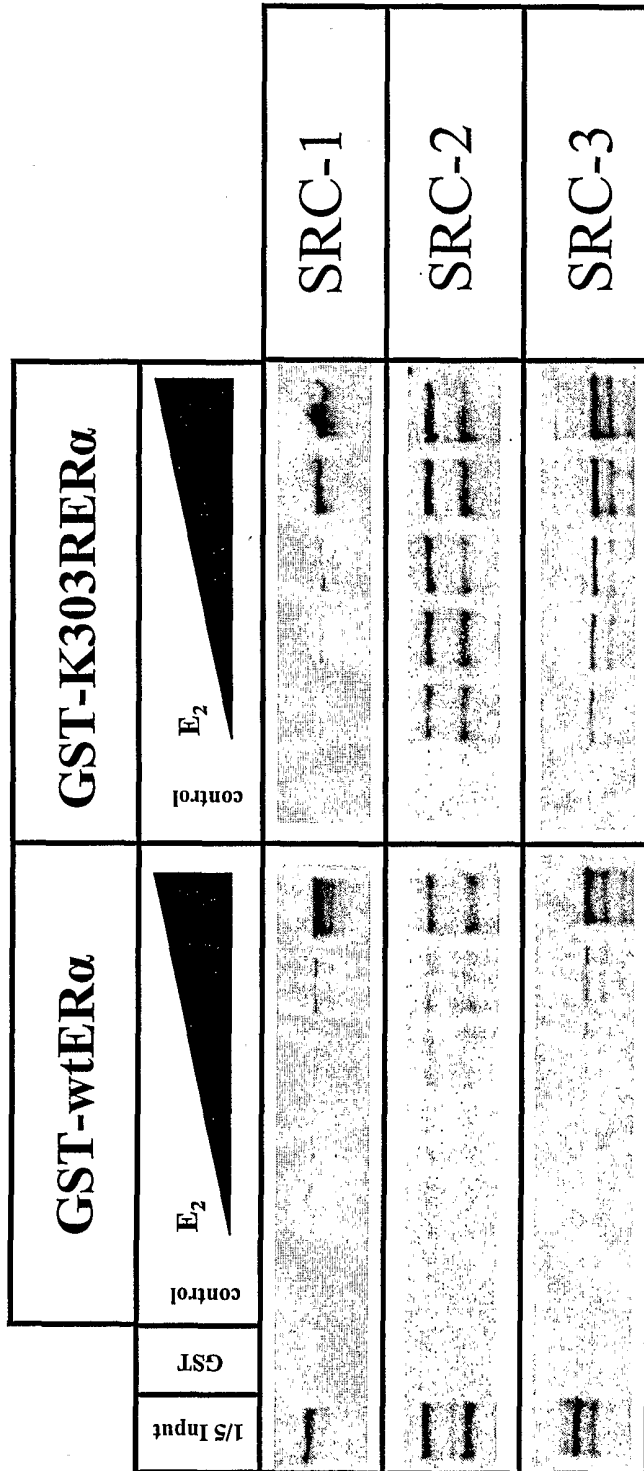 GST-wtERα
GST-K303RERα
1/5 Input
GST
control
E₂
control
E₂
SRC-1
SRC-2
SRC-3